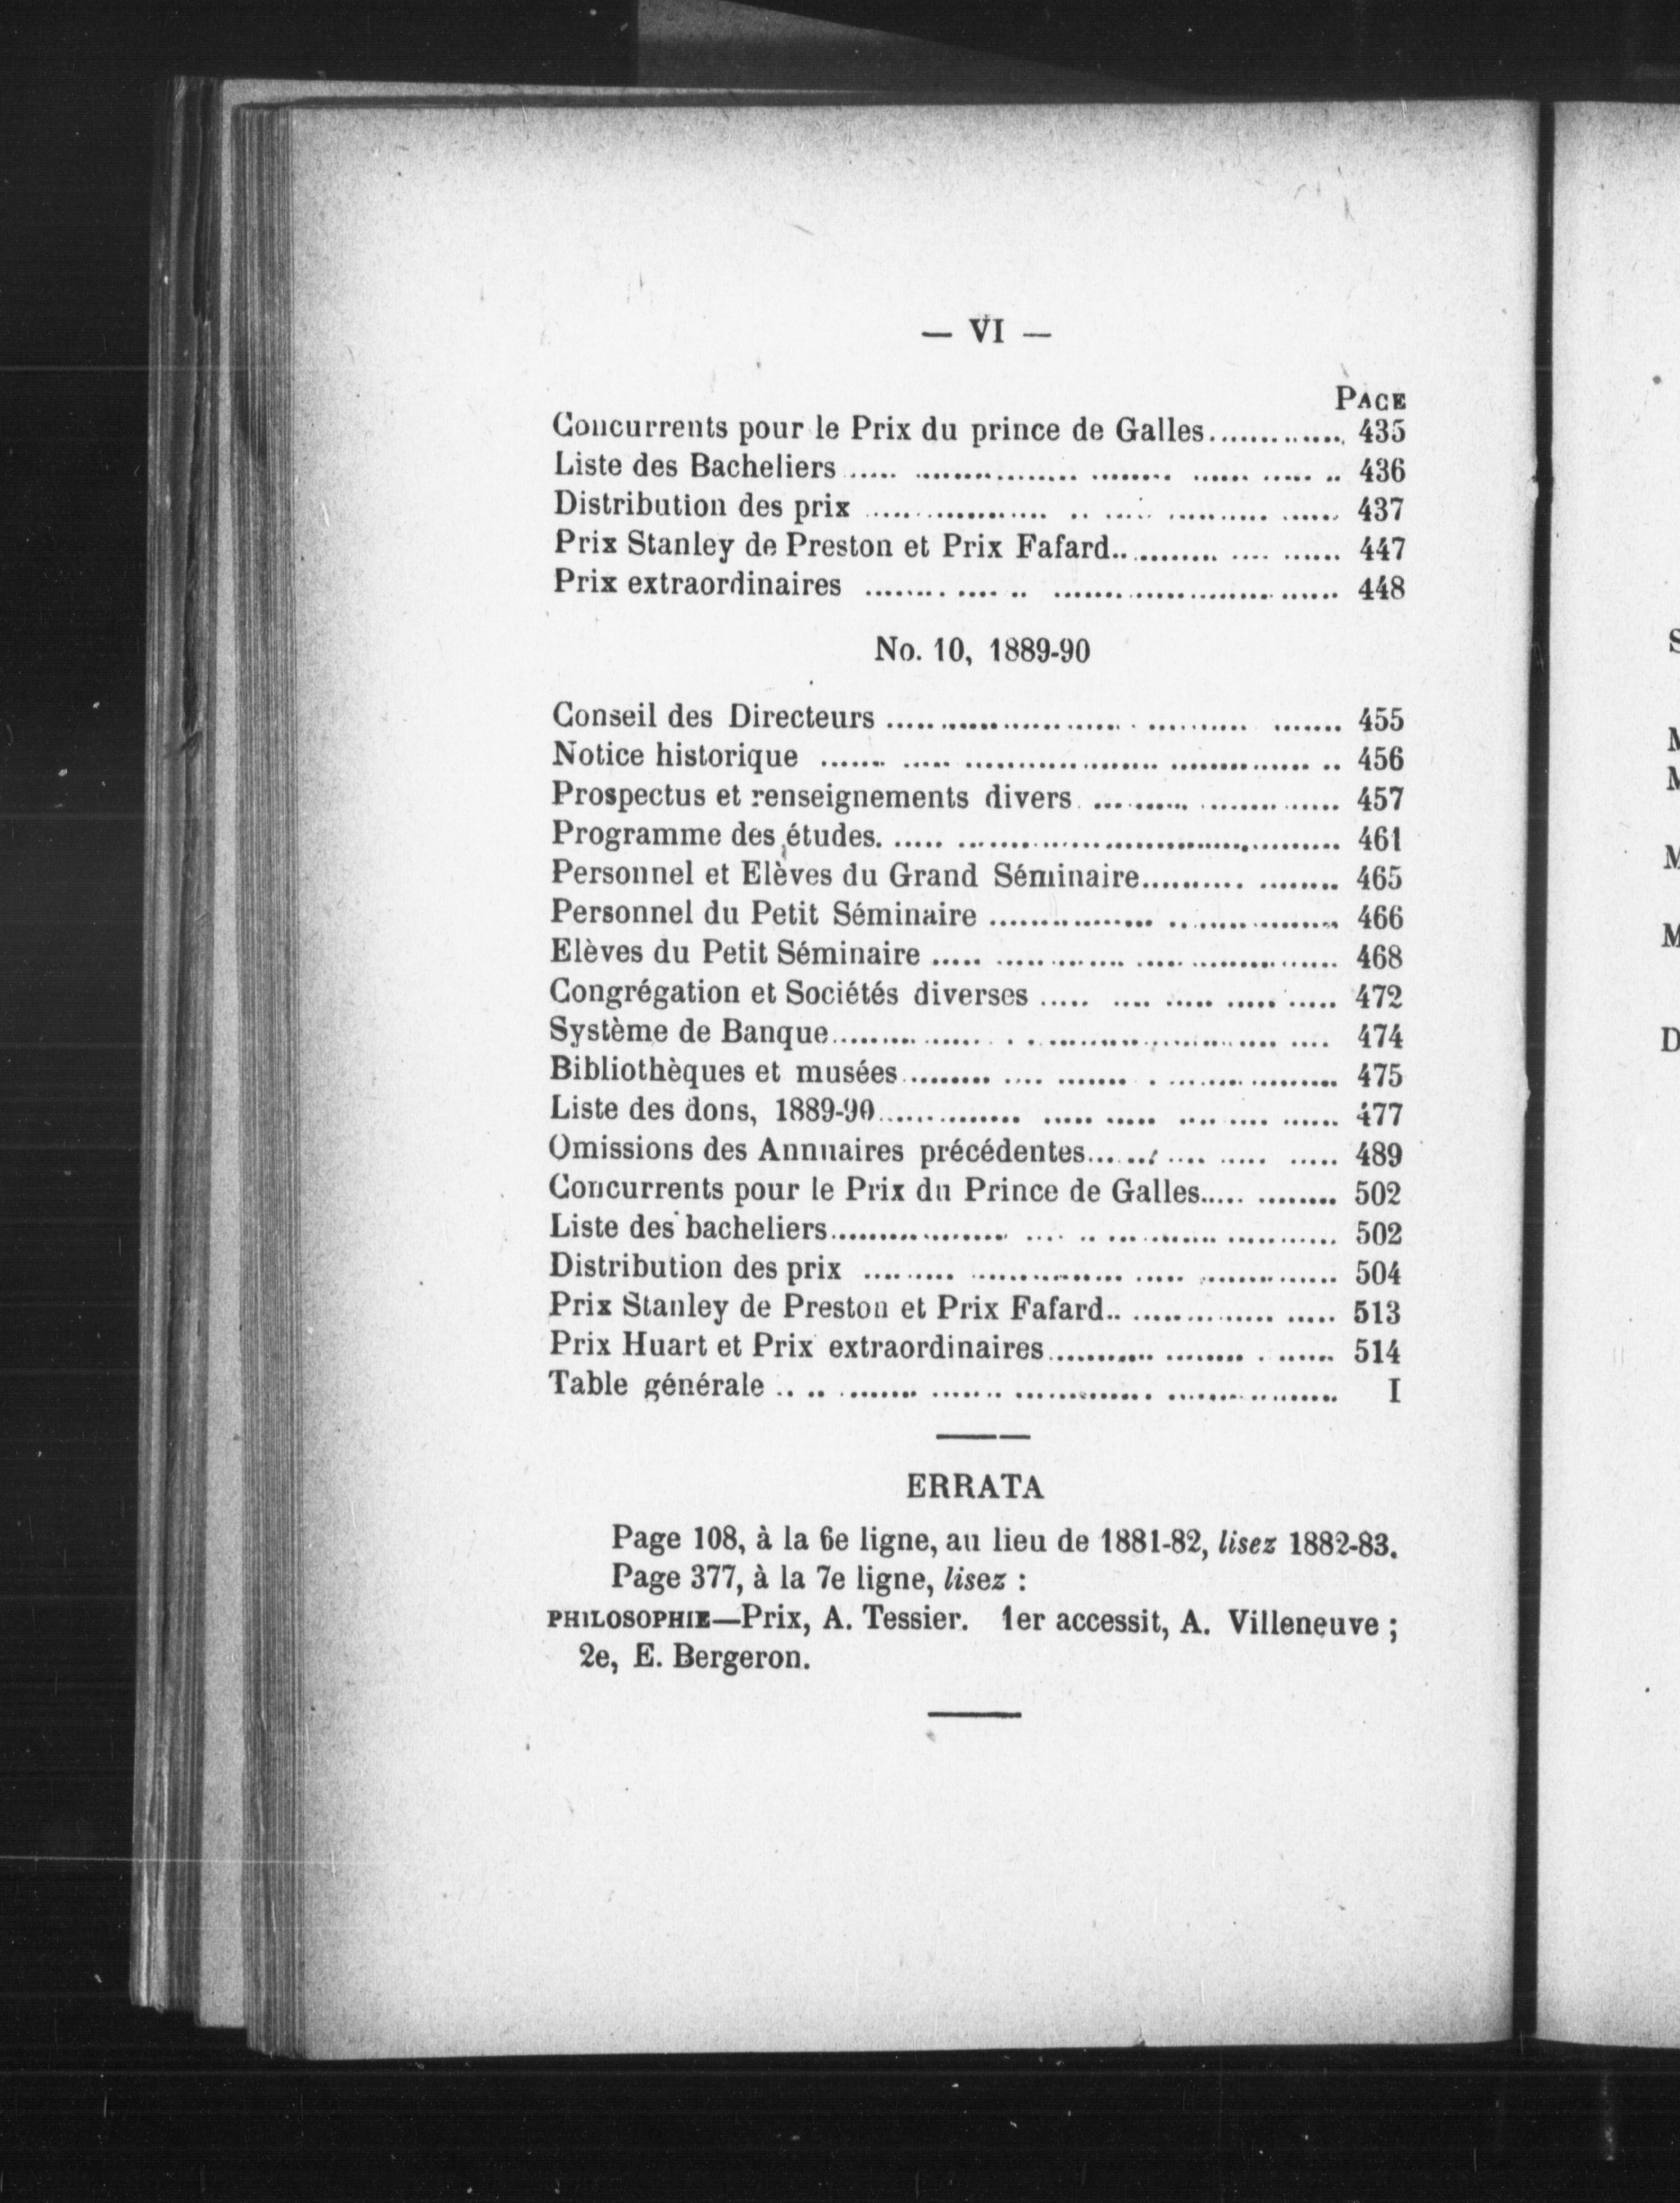 — VI —
PAGE
Concurrents pour le Prix du prince de Galles.............. 435
Liste des Bacheliers ..... ................ ........ ...... ..... .. 436
Distribution des prix .................. .. ..... .......... ...... 437
Prix Stanley de Preston et Prix Fafard........... .... ...... 447
Prix extraordinaires ........ .... .. ............................ 448
No. 10, 1889-90
Conseil des Directeurs ....................... . .......... ....... 455
Notice historique ....... ..... ................... .............. .. 456
Prospectus et renseignements divers. .......... .............. 457
Programme des études. ..... ..................................... 461
Personnel et Elèves du Grand Séminaire.......... ........ 465
Personnel du Petit Séminaire ................ ................ 466
Elèves du Petit Séminaire ..... ............. ..... .............. 468
Congrégation et Sociétés diverses ..... .... ..... ..... ..... 472
Système de Banque.............. . . ...................... .... 474
Bibliothèques et musées......... .... ....... . ................. 475
Liste des dons, 1889-90.............. ..... ..... .... .... ...... 477
Omissions des Annuaires précédentes....... .... ..... ..... 489
Concurrents pour le Prix du Prince de Galles..... ........ 502
Liste des bacheliers................. .... .. ........... ........... 502
Distribution des prix ......... ............... ..... ............. 504
Prix Stanley de Preston et Prix Fafard.. .............. ..... 513
Prix Huart et Prix extraordinaires........... ........ . ...... 514
Table générale .. .. ........ ....... ............. ................. I
ERRATA
Page 108, à la 6e ligne, au lieu de 1881-82, lisez 1882-83.
Page 377, à la 7e ligne, lisez :
PHILOSOPHIE—Prix, A. Tessier. 1er accessit, A. Villeneuve ;
2e, E. Bergeron.